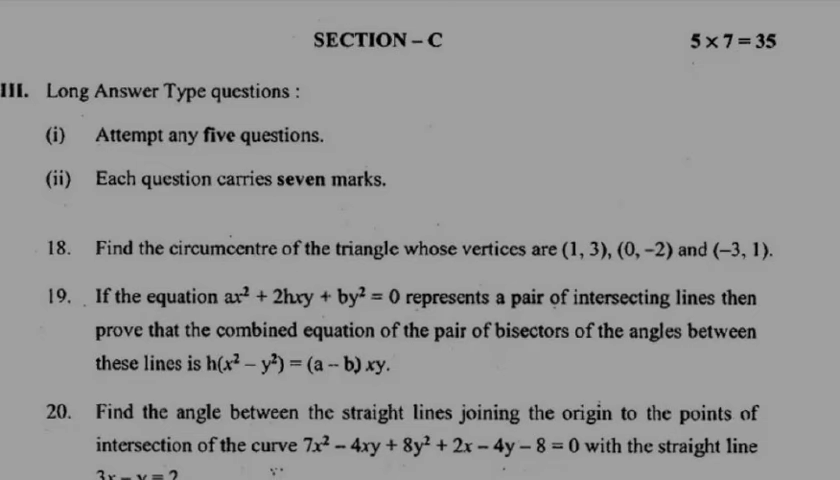 SECTION – C 5 × 7 = 35
III. Long Answer Type questions :
(i) Attempt any five questions.
(ii) Each question carries seven marks.
18. Find the circumcentre of the triangle whose vertices are (1, 3), (0, –2) and (–3, 1).
19. If the equation ax² + 2hxy + by² = 0 represents a pair of intersecting lines then
prove that the combined equation of the pair of bisectors of the angles between
these lines is h(x² – y²) = (a – b) xy.
20. Find the angle between the straight lines joining the origin to the points of
intersection of the curve 7x² – 4xy + 8y² + 2x – 4y – 8 = 0 with the straight line
3x – y = 2